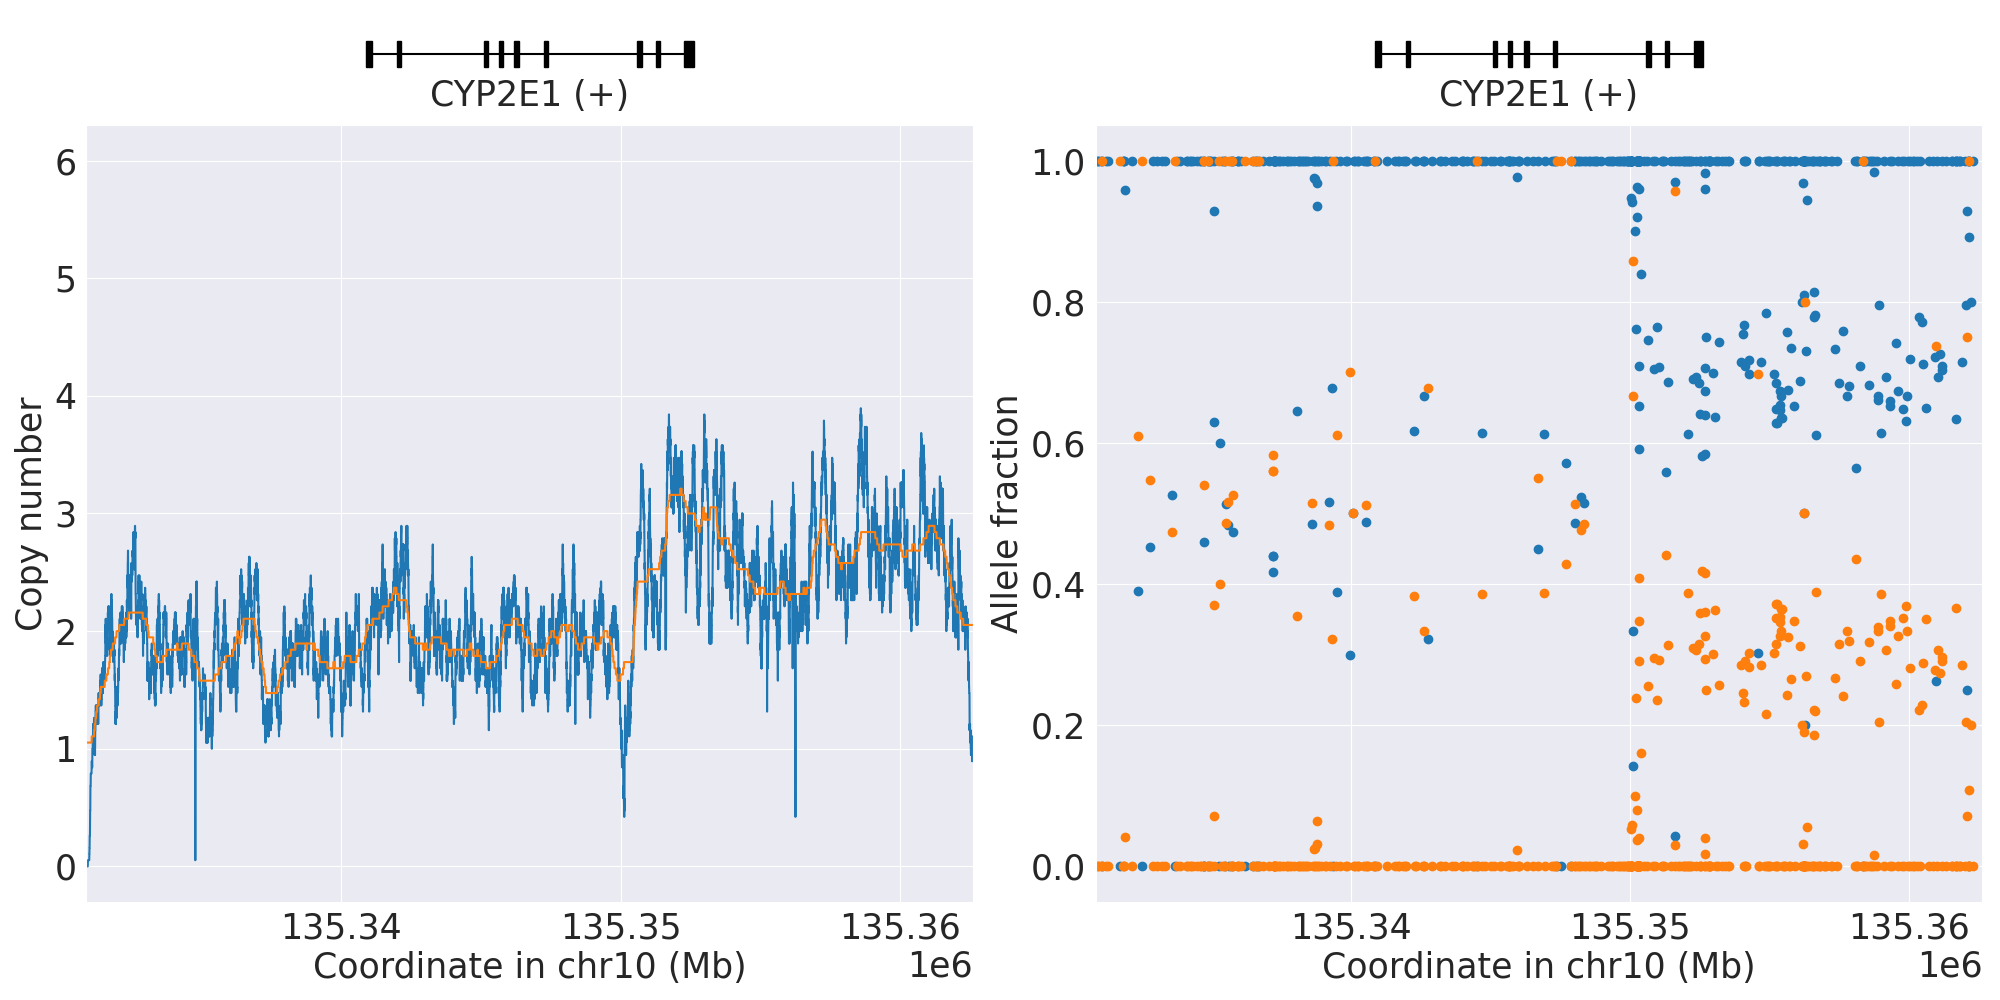 CYP2E1 (+)
CYP2E1 (+)
6
5
4
3
2
1
0
Copy number
135.34
135.35
135.36
Coordinate in chr10 (Mb)
1e6
1.0
0.8
0.6
0.4
0.2
0.0
Allele fraction
135.34
135.35
135.36
Coordinate in chr10 (Mb)
1e6